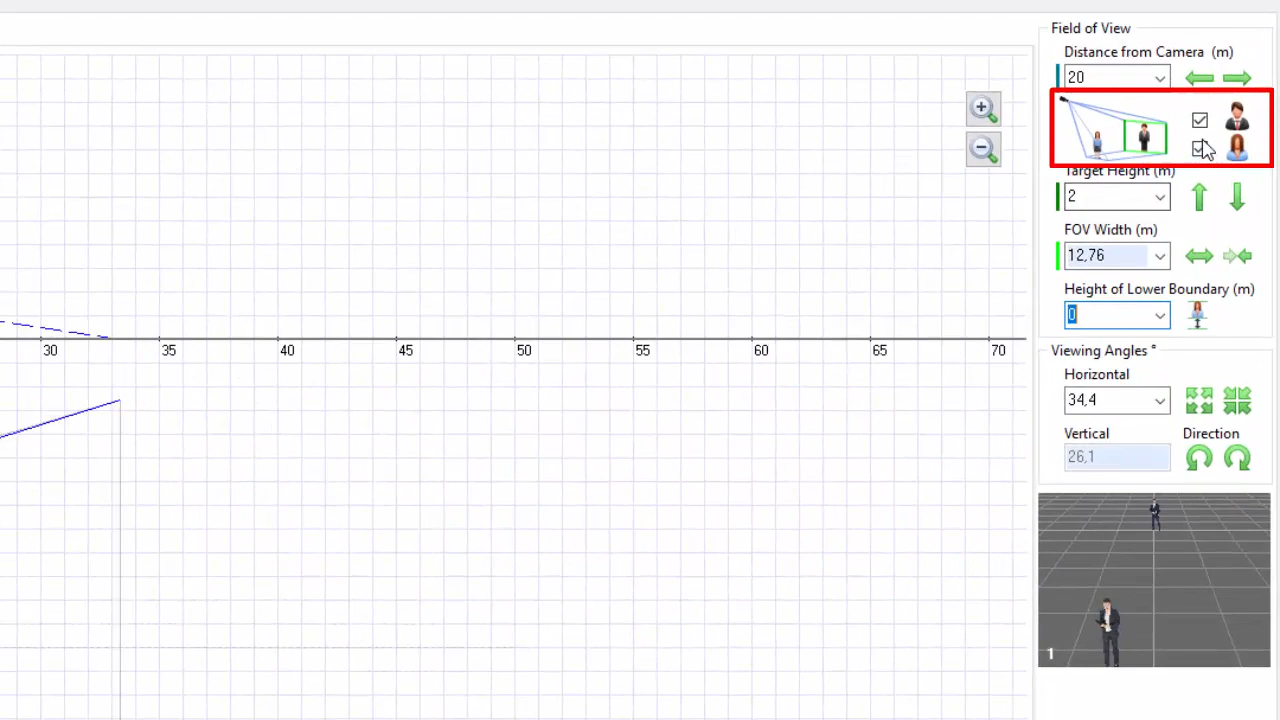 Field of View
Distance from Camera (m)
20
Target Height (m)
2
FOV Width (m)
12,76
Height of Lower Boundary (m)
0
30 35 40 45 50 55 60 65 70
Viewing Angles °
Horizontal
34,4
Vertical Direction
26,1
1